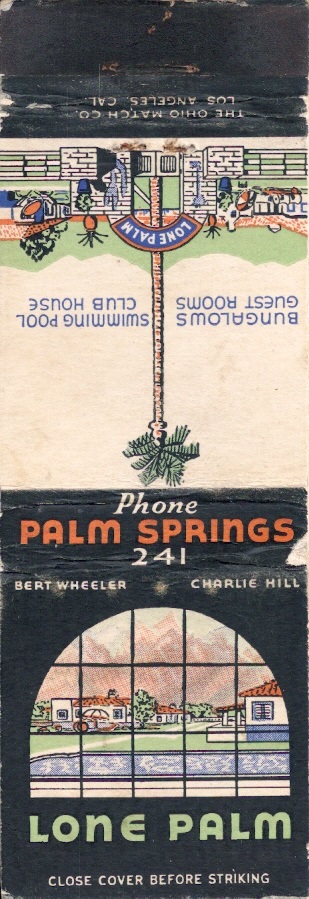 THE OHIO MATCH CO.
LOS ANGELES, CAL.
LONE PALM
BUNGALOWS
GUEST ROOMS
SWIMMING POOL
CLUB HOUSE
Phone
PALM SPRINGS
241
BERT WHEELER
CHARLIE HILL
LONE PALM
CLOSE COVER BEFORE STRIKING